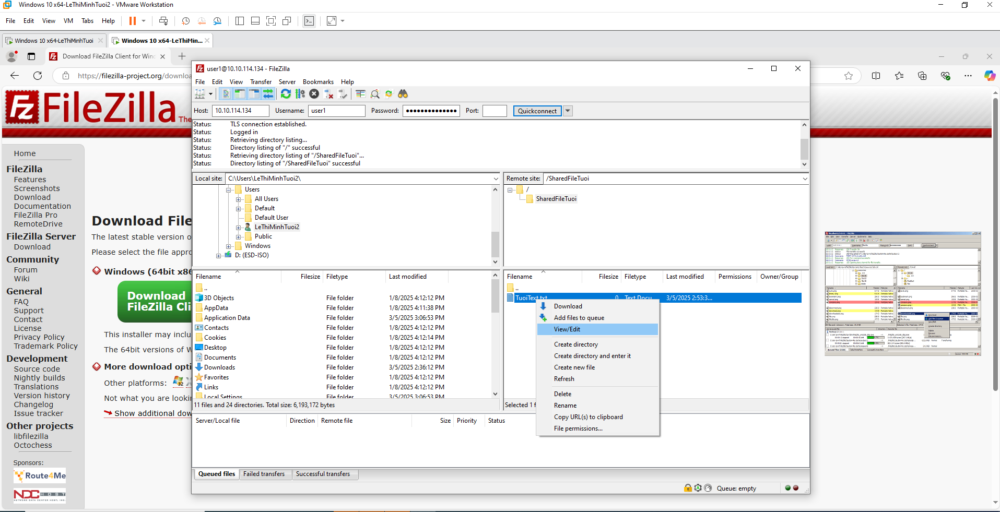 Windows 10 x64-LeThiMinhTuoi2 - VMware Workstation
File Edit View VM Tabs Help
Windows 10 x64-LeThiMinhTuoi
Windows 10 x64-LeThiMin...
Download FileZilla Client for Winc
https://filezilla-project.org/downloa
FileZilla The
Home
FileZilla
Features
Screenshots
Download
Documentation
FileZilla Pro
RemoteDrive
FileZilla Server
Download
Community
Forum
Wiki
General
FAQ
Support
Contact
License
Privacy Policy
Trademark Policy
Development
Source code
Nightly builds
Translations
Version history
Changelog
Issue tracker
Other projects
libfilezilla
Octochess
Sponsors:
Route4Me
NDCHOST
Download File
The latest stable version o
Please select the file appro
Windows (64bit x86
Download
FileZilla Cli
This installer may inclu
The 64bit versions of W
More download opti
Other platforms:
Not what you are lookin
Show additional dow
user1@10.10.114.134 - FileZilla
File Edit View Transfer Server Bookmarks Help
Host: 10.10.114.134 Username: user1 Password: ●●●●●●●●●●●●●● Port: Quickconnect
Status: TLS connection established.
Status: Logged in
Status: Retrieving directory listing...
Status: Directory listing of "/" successful
Status: Retrieving directory listing of "/SharedFileTuoi"...
Status: Directory listing of "/SharedFileTuoi" successful
Local site: C:\Users\LeThiMinhTuoi2\
Users
All Users
Default
Default User
LeThiMinhTuoi2
Public
Windows
D: (ESD-ISO)
Remote site: /SharedFileTuoi
/
SharedFileTuoi
Filename Filesize Filetype Last modified
..
3D Objects File folder 1/8/2025 4:12:12 PM
AppData File folder 1/8/2025 4:11:38 PM
Application Data File folder 3/5/2025 3:06:53 PM
Contacts File folder 1/8/2025 4:12:12 PM
Cookies File folder 1/8/2025 4:12:14 PM
Desktop File folder 1/8/2025 4:12:12 PM
Documents File folder 1/8/2025 4:12:12 PM
Downloads File folder 3/5/2025 2:36:12 PM
Favorites File folder 1/8/2025 4:12:12 PM
Links File folder 1/8/2025 4:12:12 PM
Local Settings File folder 3/5/2025 3:06:53 PM
11 files and 24 directories. Total size: 6,193,172 bytes
Filename Filesize Filetype Last modified Permissions Owner/Group
..
TuoiText.txt 0 Text Docu... 3/5/2025 2:53:3...
Selected 1 f
Download
Add files to queue
View/Edit
Create directory
Create directory and enter it
Create new file
Refresh
Delete
Rename
Copy URL(s) to clipboard
File permissions...
Server/Local file Direction Remote file Size Priority Status
Queued files Failed transfers Successful transfers
Queue: empty